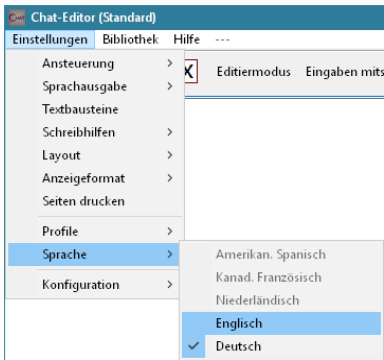 Chat-Editor (Standard)
Einstellungen Bibliothek Hilfe ---
Ansteuerung
X Editiermodus Eingaben mits
Sprachausgabe
Textbausteine
Schreibhilfen
Layout
Anzeigeformat
Seiten drucken
Profile
Sprache
Konfiguration
Amerikan. Spanisch
Kanad. Französisch
Niederländisch
Englisch
Deutsch